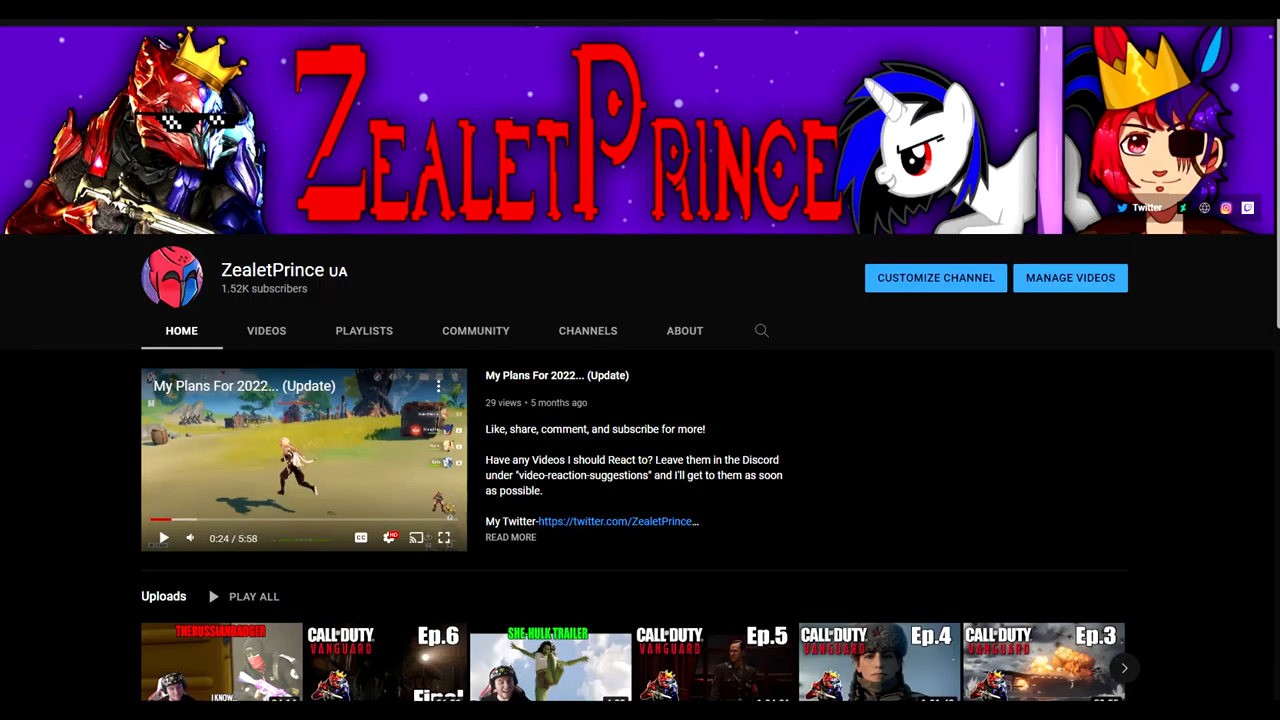 ZEALETPRINCE
Twitter
ZealetPrince UA
1.52K subscribers
CUSTOMIZE CHANNEL
MANAGE VIDEOS
HOME
VIDEOS
PLAYLISTS
COMMUNITY
CHANNELS
ABOUT
My Plans For 2022... (Update)
CC
HD
0:24 / 5:58
My Plans For 2022... (Update)
29 views • 5 months ago
Like, share, comment, and subscribe for more!
Have any Videos I should React to? Leave them in the Discord
under "video-reaction-suggestions" and I'll get to them as soon
as possible.
My Twitter-https://twitter.com/ZealetPrince...
READ MORE
Uploads
PLAY ALL
THERUSSIANBADGER
I KNOW...
CALL OF DUTY
VANGUARD
Ep.6
Final
SHE-HULK TRAILER
CALL OF DUTY
VANGUARD
Ep.5
CALL OF DUTY
VANGUARD
Ep.4
CALL OF DUTY
VANGUARD
Ep.3